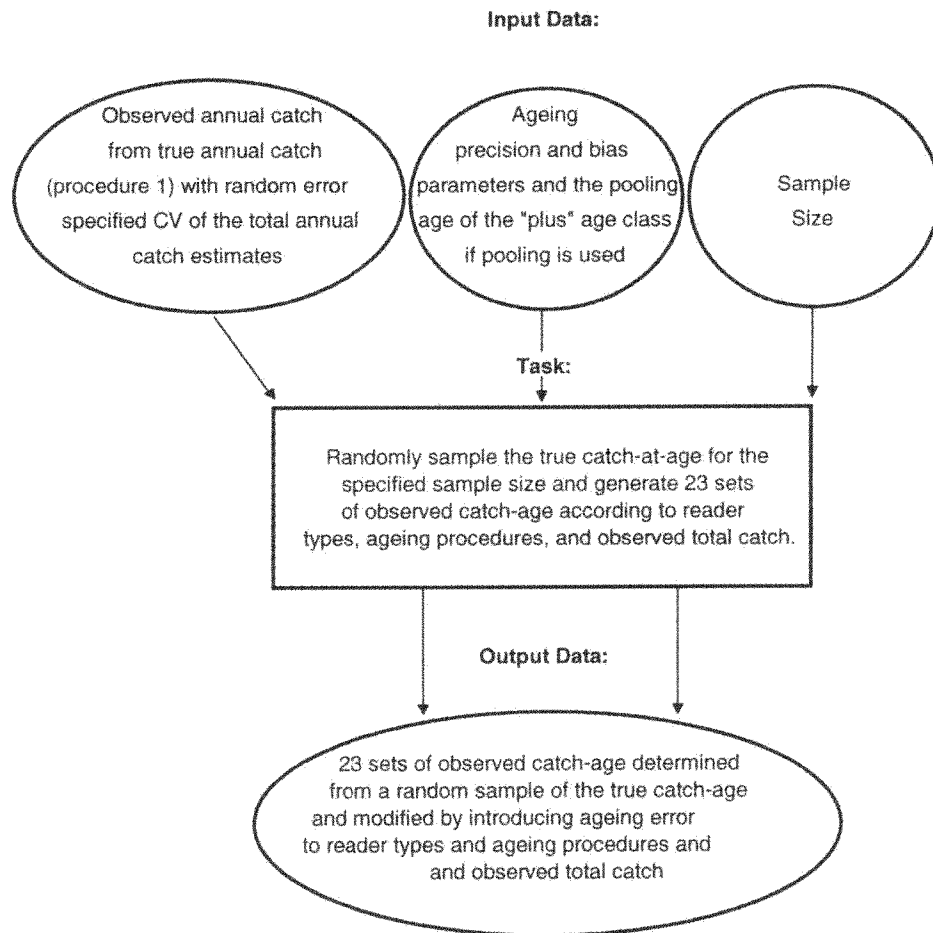 Input Data:
Observed annual catch
from true annual catch
(procedure 1) with random error
specified CV of the total annual
catch estimates
Ageing
precision and bias
parameters and the pooling
age of the "plus" age class
if pooling is used
Sample
Size
Task:
Randomly sample the true catch-at-age for the
specified sample size and generate 23 sets
of observed catch-age according to reader
types, ageing procedures, and observed total catch.
Output Data:
23 sets of observed catch-age determined
from a random sample of the true catch-age
and modified by introducing ageing error
to reader types and ageing procedures and
and observed total catch